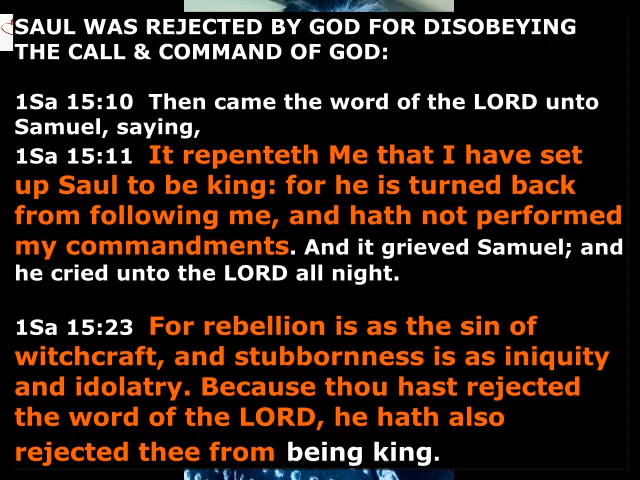 SAUL WAS REJECTED BY GOD FOR DISOBEYING
THE CALL & COMMAND OF GOD:
1Sa 15:10 Then came the word of the LORD unto
Samuel, saying,
1Sa 15:11 It repenteth Me that I have set
up Saul to be king: for he is turned back
from following me, and hath not performed
my commandments. And it grieved Samuel; and
he cried unto the LORD all night.
1Sa 15:23 For rebellion is as the sin of
witchcraft, and stubbornness is as iniquity
and idolatry. Because thou hast rejected
the word of the LORD, he hath also
rejected thee from being king.